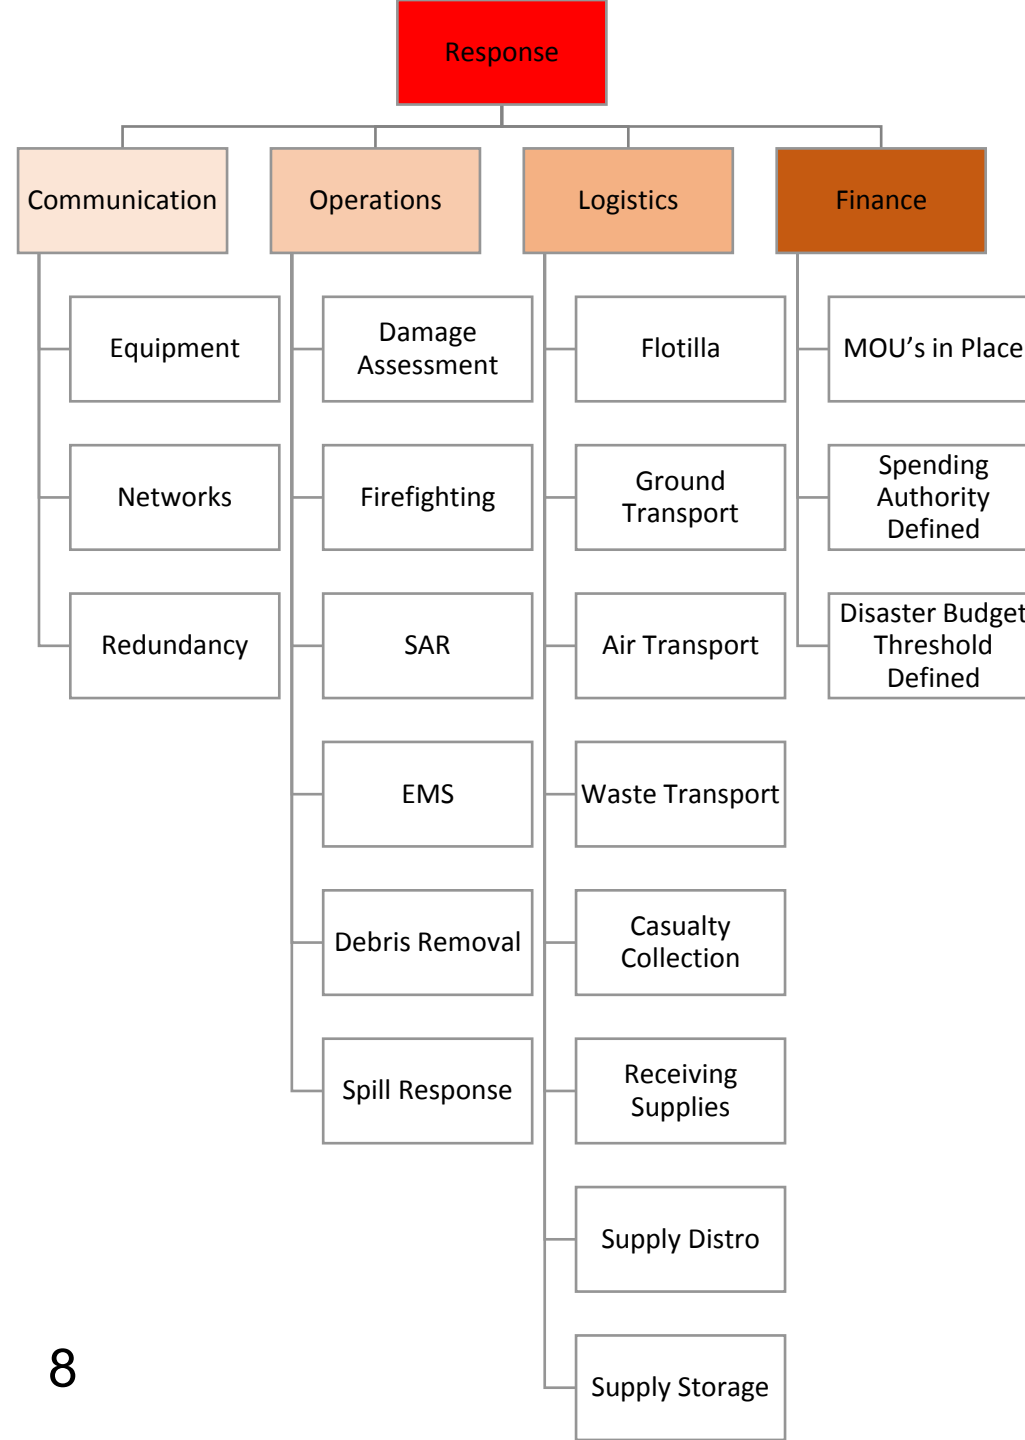 Response
Communication
Operations
Logistics
Finance
Equipment
Networks
Redundancy
Damage
Assessment
Firefighting
SAR
EMS
Debris Removal
Spill Response
Flotilla
Ground
Transport
Air Transport
Waste Transport
Casualty
Collection
Receiving
Supplies
Supply Distro
Supply Storage
MOU’s in Place
Spending
Authority
Defined
Disaster Budget
Threshold
Defined
8